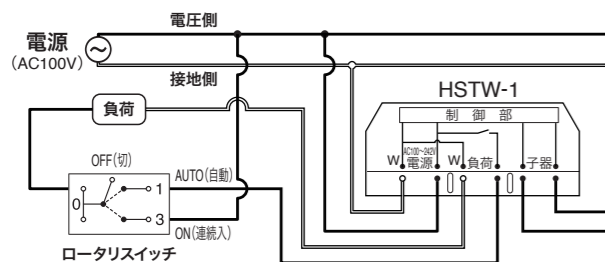 電圧側
電源
(AC100V)
接地側
HSTW-1
制御部
負荷
AC100～242V
W 電源 W 負荷 子器
OFF(切)
AUTO(自動)
0
1
3
ON(連続入)
ロータリスイッチ